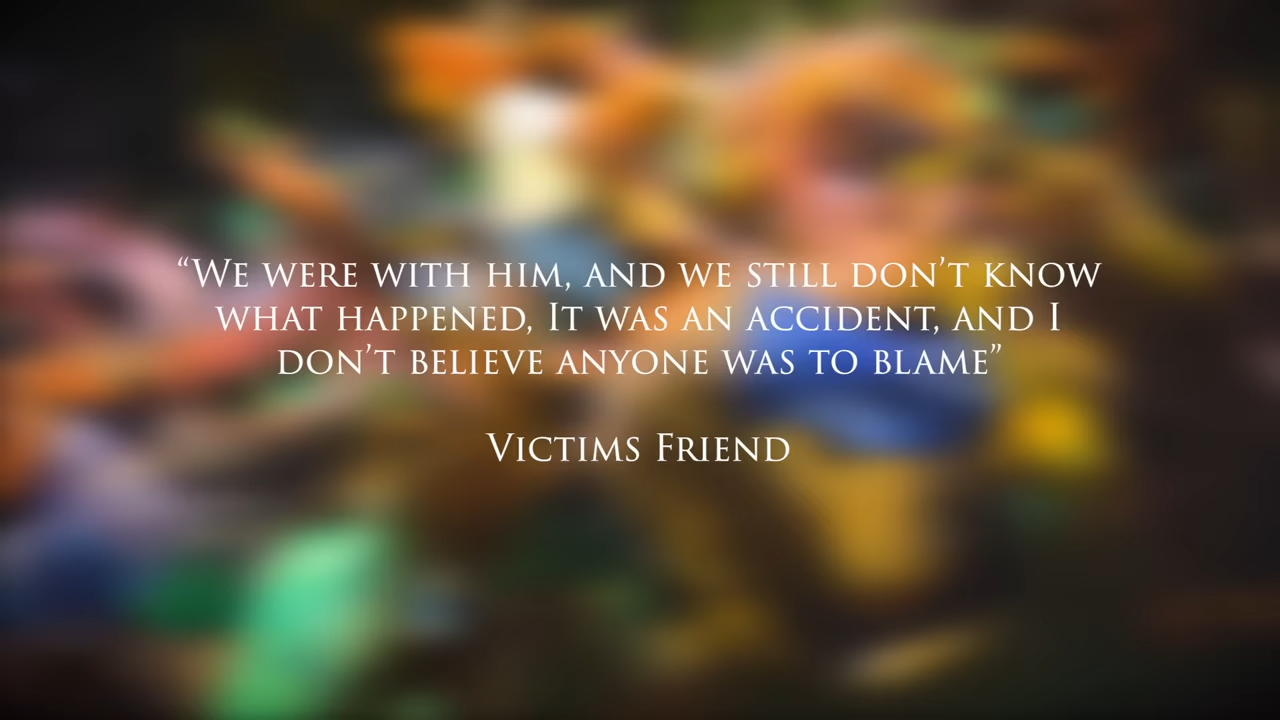 “We were with him, and we still don’t know
what happened, It was an accident, and I
don’t believe anyone was to blame”
Victims Friend